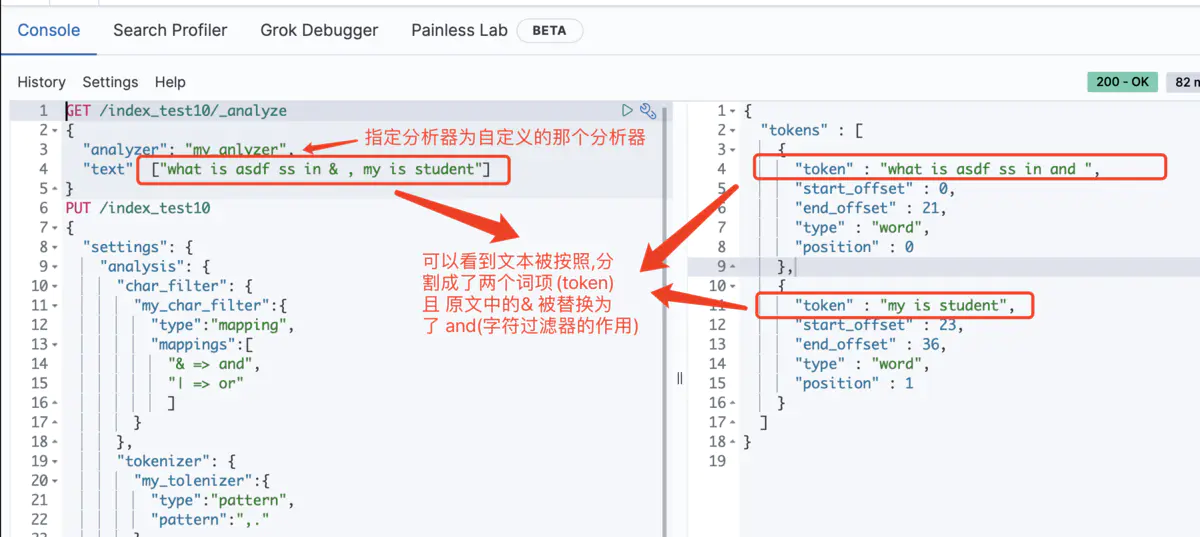 Console Search Profiler Grok Debugger Painless Lab BETA
History Settings Help
200 - OK
1 GET /index_test10/_analyze
2 {
3 "analyzer": "my_anlyzer",
指定分析器为自定义的那个分析器
4 "text" ["what is asdf ss in & , my is student"]
5 }
6 PUT /index_test10
7 {
8 "settings": {
9 "analysis": {
10 "char_filter": {
11 "my_char_filter":{
12 "type":"mapping",
13 "mappings":[
14 "& => and",
15 "| => or"
16 ]
17 }
18 },
19 "tokenizer": {
20 "my_tolenizer":{
21 "type":"pattern",
22 "pattern":",."
可以看到文本被按照,分
割成了两个词项(token)
且 原文中的& 被替换为
了 and(字符过滤器的作用)
1 {
2 "tokens" : [
3 {
4 "token" : "what is asdf ss in and ",
5 "start_offset" : 0,
6 "end_offset" : 21,
7 "type" : "word",
8 "position" : 0
9 },
10 {
11 "token" : "my is student",
12 "start_offset" : 23,
13 "end_offset" : 36,
14 "type" : "word",
15 "position" : 1
16 }
17 ]
18 }
19